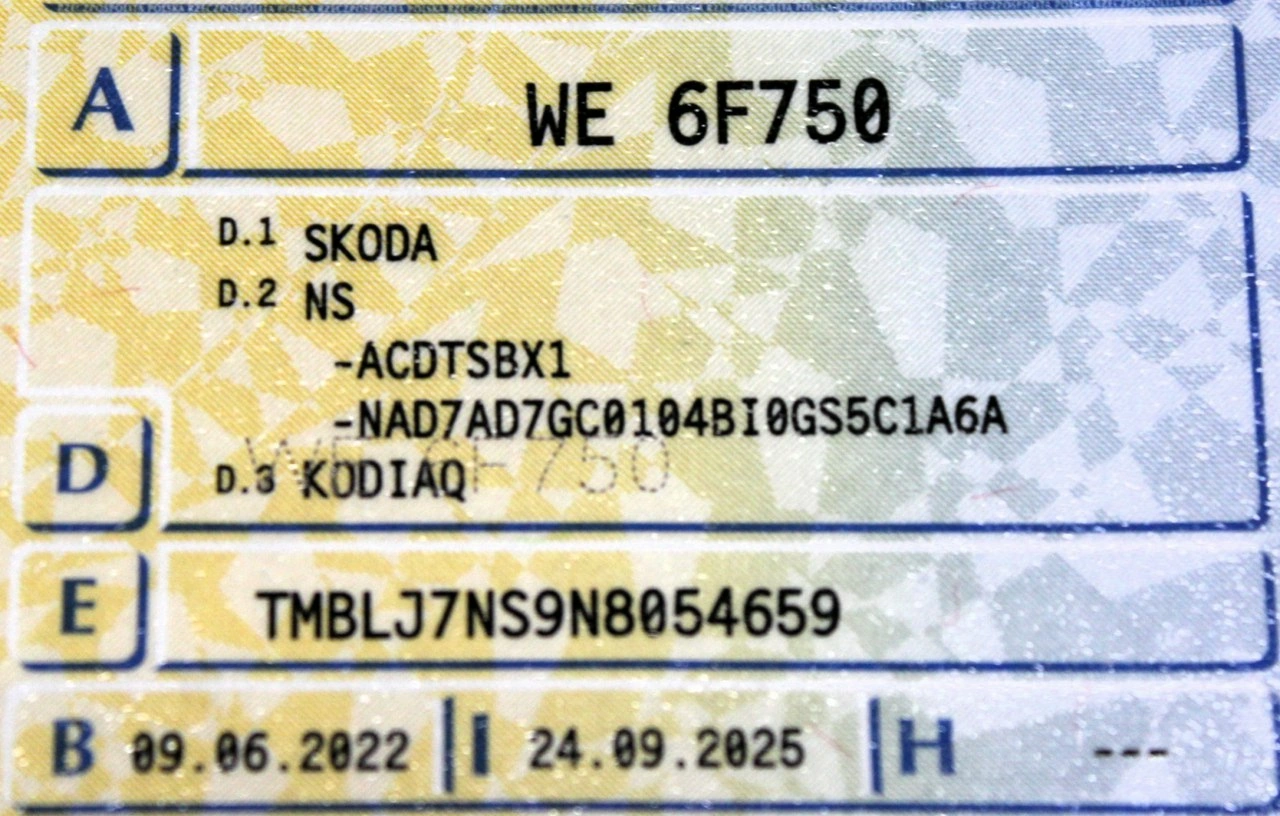 A WE 6F750
D.1 SKODA
D.2 NS
-ACDTSBX1
-NAD7AD7GC0104BI0GS5C1A6A
WE 6F750
D D.3 KODIAQ
E TMBLJ7NS9N8054659
B 09.06.2022 I 24.09.2025 H ---